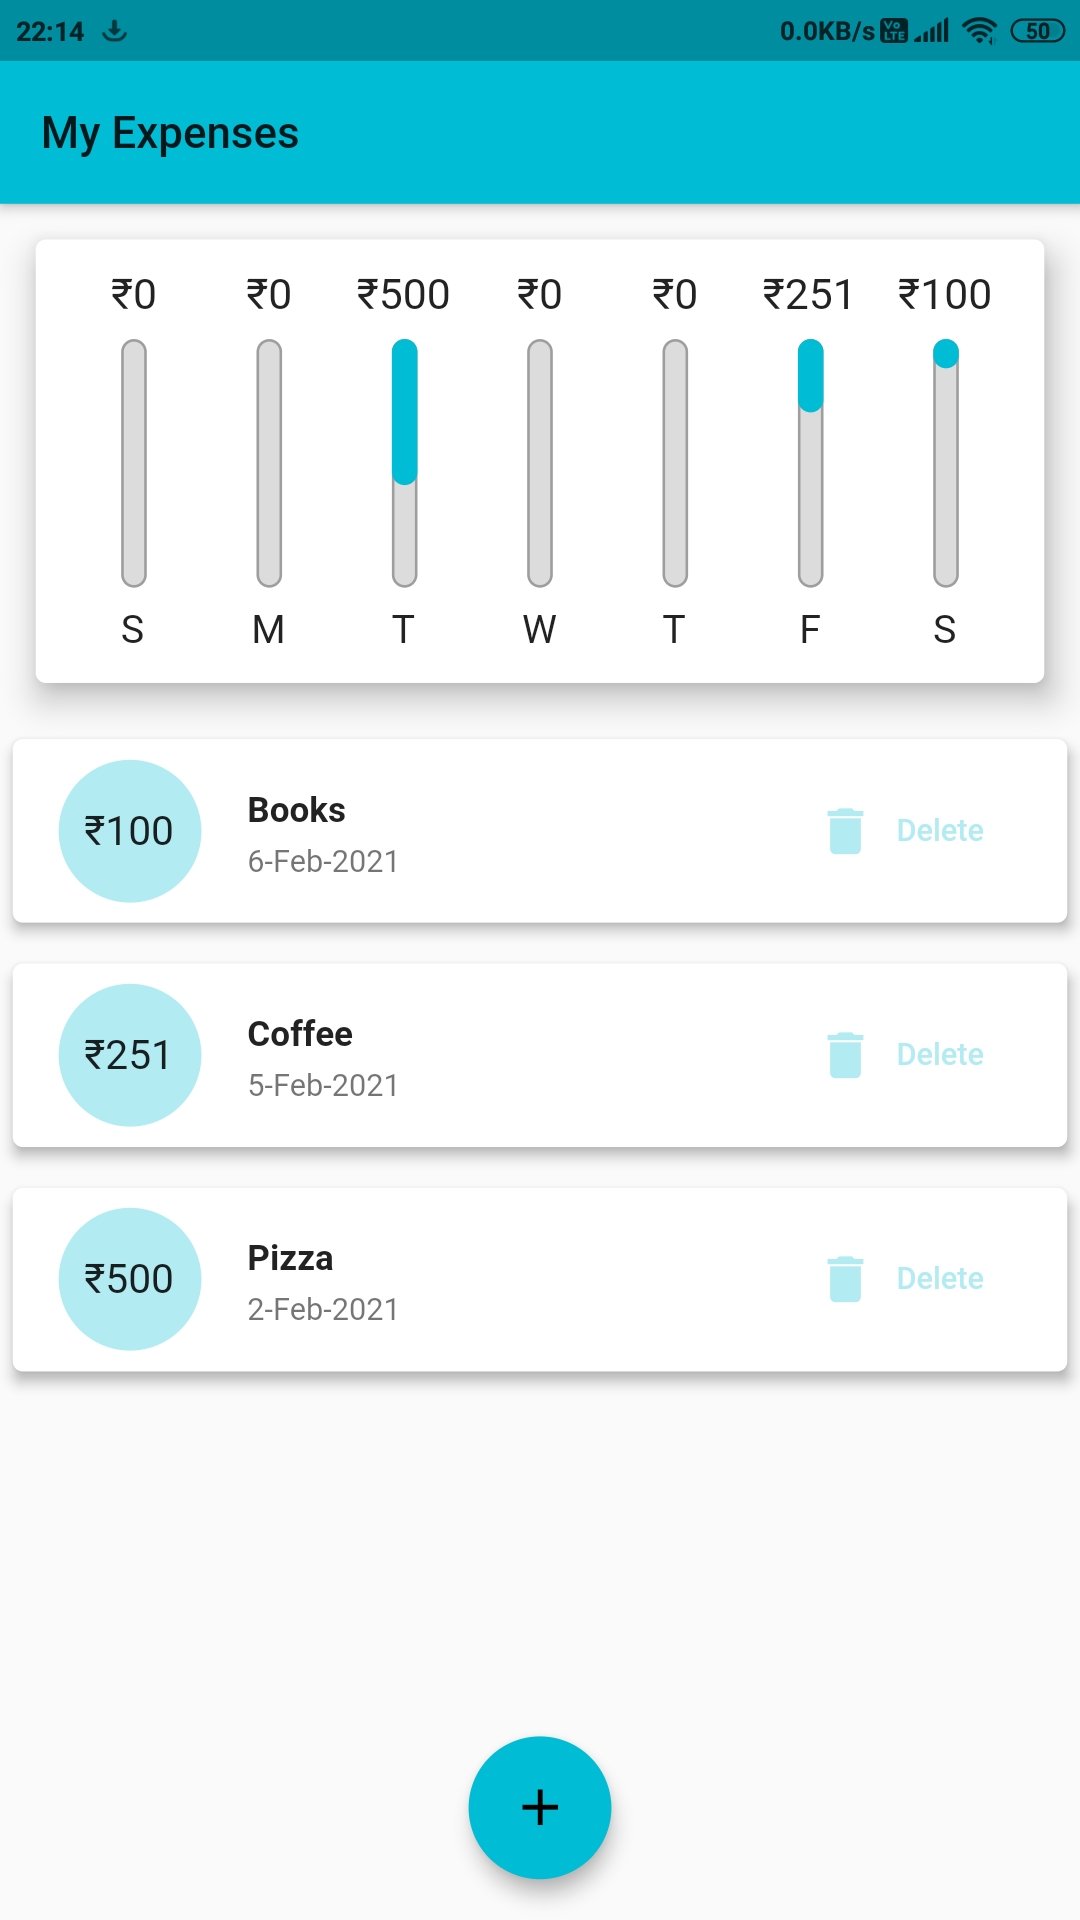 22:14 0.0KB/s Vo LTE 50
My Expenses
₹0 ₹0 ₹500 ₹0 ₹0 ₹251 ₹100
S M T W T F S
₹100 Books Delete
6-Feb-2021
₹251 Coffee Delete
5-Feb-2021
₹500 Pizza Delete
2-Feb-2021
+